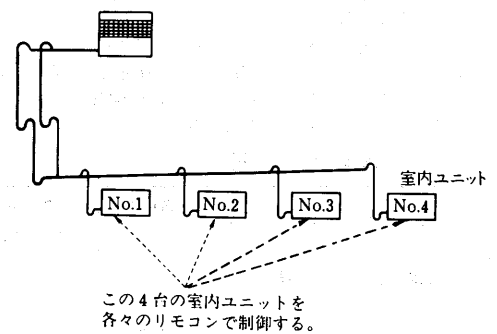 室内ユニット
No.1
No.2
No.3
No.4
この4台の室内ユニットを
各々のリモコンで制御する。